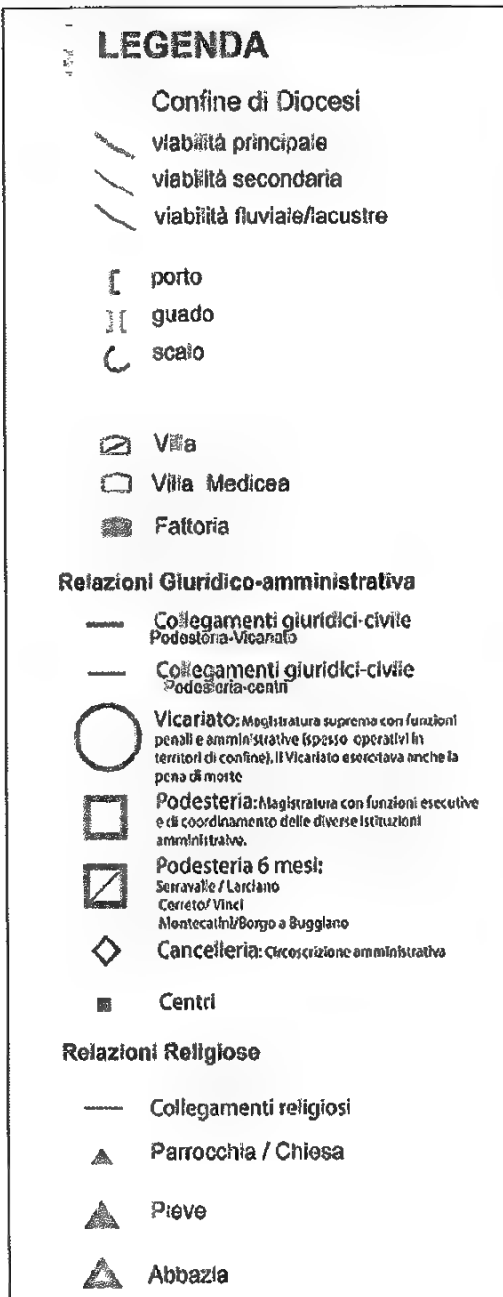 LEGENDA
Confine di Diocesi
viabilità principale
viabilità secondaria
viabilità fluviale/lacustre
porto
guado
scalo
Villa
Villa Medicea
Fattoria
Relazioni Giuridico-amministrativa
Collegamenti giuridici-civile
Podesteria-Vicariato
Collegamenti giuridici-civile
Podesteria-centri
Vicariato: Magistratura suprema con funzioni
penali e amministrative (spesso operativi in
territori di confine). Il Vicariato esercitava anche la
pena di morte
Podesteria: Magistratura con funzioni esecutive
e di coordinamento delle diverse istituzioni
amministraive.
Podesteria 6 mesi:
Serravalle / Larciano
Cerreto/ Vinci
Montecatini/Borgo a Buggiano
Cancelleria: Circoscrizione amministrativa
Centri
Relazioni Religiose
Collegamenti religiosi
Parrocchia / Chiesa
Pieve
Abbazia